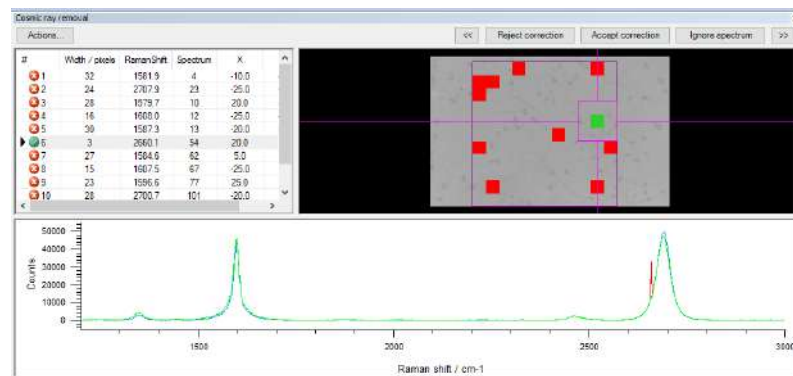 Cosmic ray removal
Actions... << Reject correction Accept correction Ignore spectrum >>
# Width / pixels Raman Shift Spectrum X
1 32 1581.9 4 -10.0
2 24 2707.9 23 -25.0
3 28 1579.7 10 20.0
4 16 1608.0 12 -25.0
5 30 1587.3 13 -20.0
6 3 2660.1 54 20.0
7 27 1584.6 62 5.0
8 15 1607.5 67 -25.0
9 23 1596.6 77 25.0
10 28 2700.7 101 -20.0
50000
40000
30000
20000
10000
0
Counts
1500 2000 2500 3000
Raman shift / cm-1